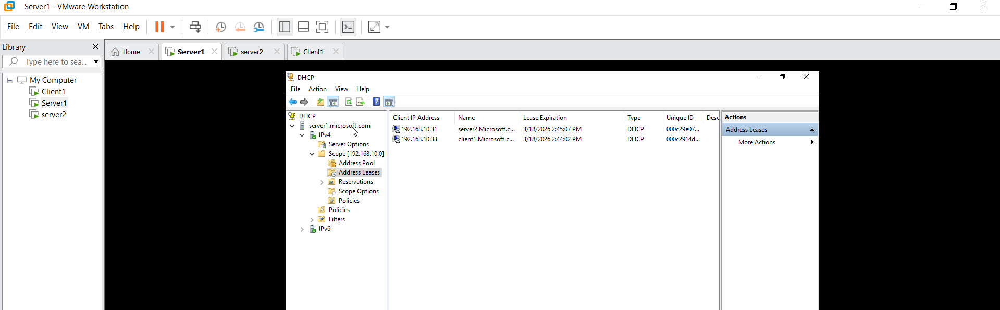 Server1 - VMware Workstation
File Edit View VM Tabs Help
Library
Type here to sea...
My Computer
Client1
Server1
server2
Home
Server1
server2
Client1
DHCP
File Action View Help
DHCP
server1.microsoft.com
IPv4
Server Options
Scope [192.168.10.0]
Address Pool
Address Leases
Reservations
Scope Options
Policies
Policies
Filters
IPv6
Client IP Address Name Lease Expiration Type Unique ID Desc
192.168.10.31 server2.Microsoft.c... 3/18/2026 2:45:07 PM DHCP 000c29e07...
192.168.10.33 client1.Microsoft.c... 3/18/2026 2:44:02 PM DHCP 000c2914d...
Actions
Address Leases
More Actions